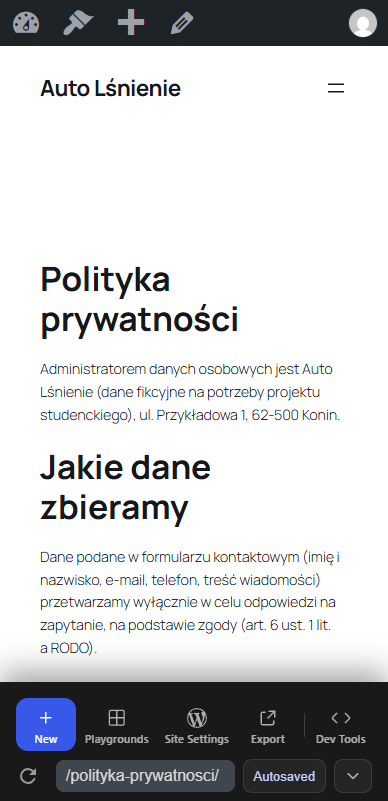 Auto Lśnienie
Polityka
prywatności
Administratorem danych osobowych jest Auto
Lśnienie (dane fikcyjne na potrzeby projektu
studenckiego), ul. Przykładowa 1, 62-500 Konin.
Jakie dane
zbieramy
Dane podane w formularzu kontaktowym (imię i
nazwisko, e-mail, telefon, treść wiadomości)
przetwarzamy wyłącznie w celu odpowiedzi na
zapytanie, na podstawie zgody (art. 6 ust. 1 lit.
a RODO).
New Playgrounds Site Settings Export Dev Tools
/polityka-prywatnosci/ Autosaved